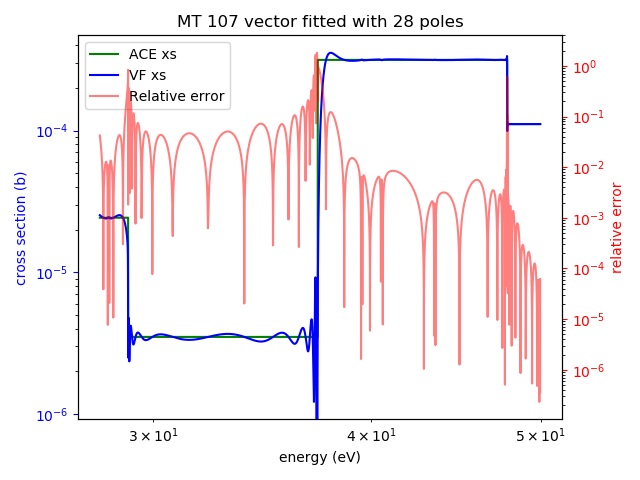 MT 107 vector fitted with 28 poles
ACE xs
VF xs
Relative error
cross section (b)
10⁻⁴
10⁻⁵
10⁻⁶
10⁰
10⁻¹
10⁻²
10⁻³
10⁻⁴
10⁻⁵
10⁻⁶
relative error
3 × 10¹
4 × 10¹
5 × 10¹
energy (eV)